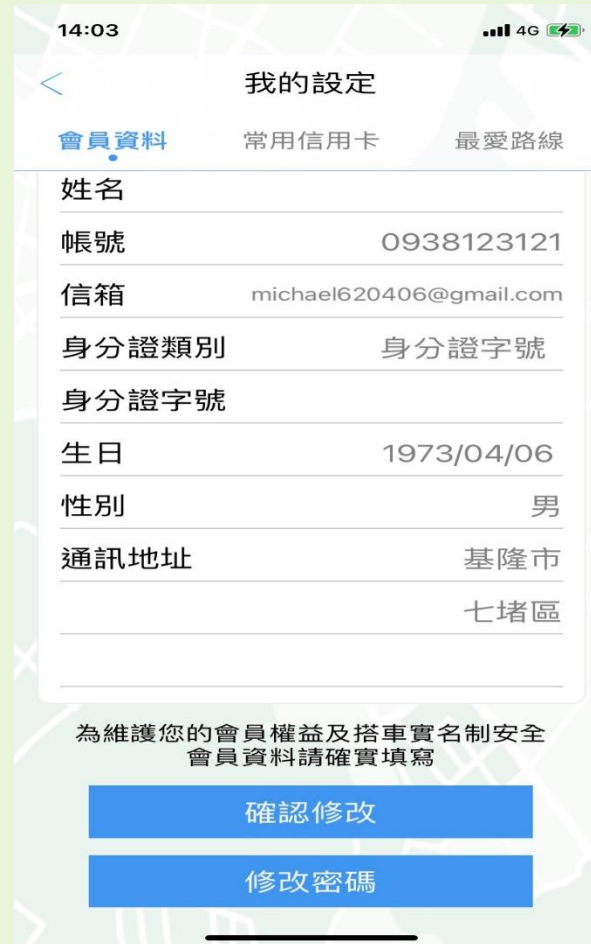 14:03
4G
<
我的設定
會員資料 常用信用卡 最愛路線
姓名
帳號 0938123121
信箱 michael620406@gmail.com
身分證類別 身分證字號
身分證字號
生日 1973/04/06
性別 男
通訊地址 基隆市
七堵區
為維護您的會員權益及搭車實名制安全
會員資料請確實填寫
確認修改
修改密碼